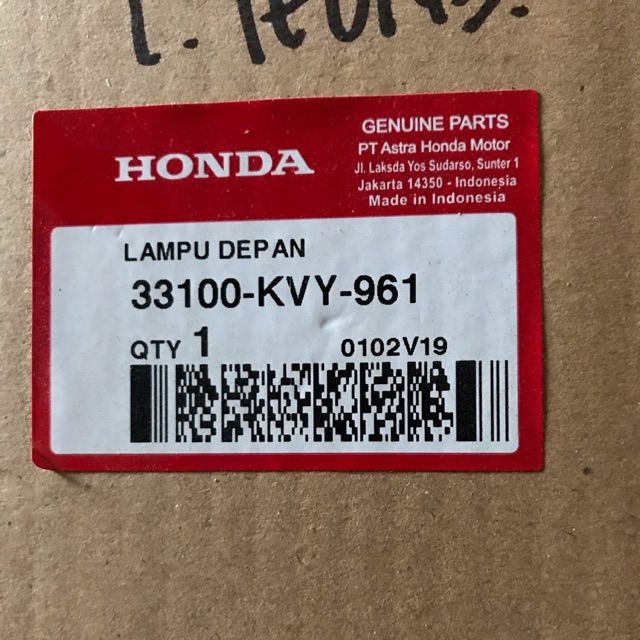 HONDA
GENUINE PARTS
PT Astra Honda Motor
Jl. Laksda Yos Sudarso, Sunter 1
Jakarta 14350 - Indonesia
Made in Indonesia
LAMPU DEPAN
33100-KVY-961
QTY 1
0102V19